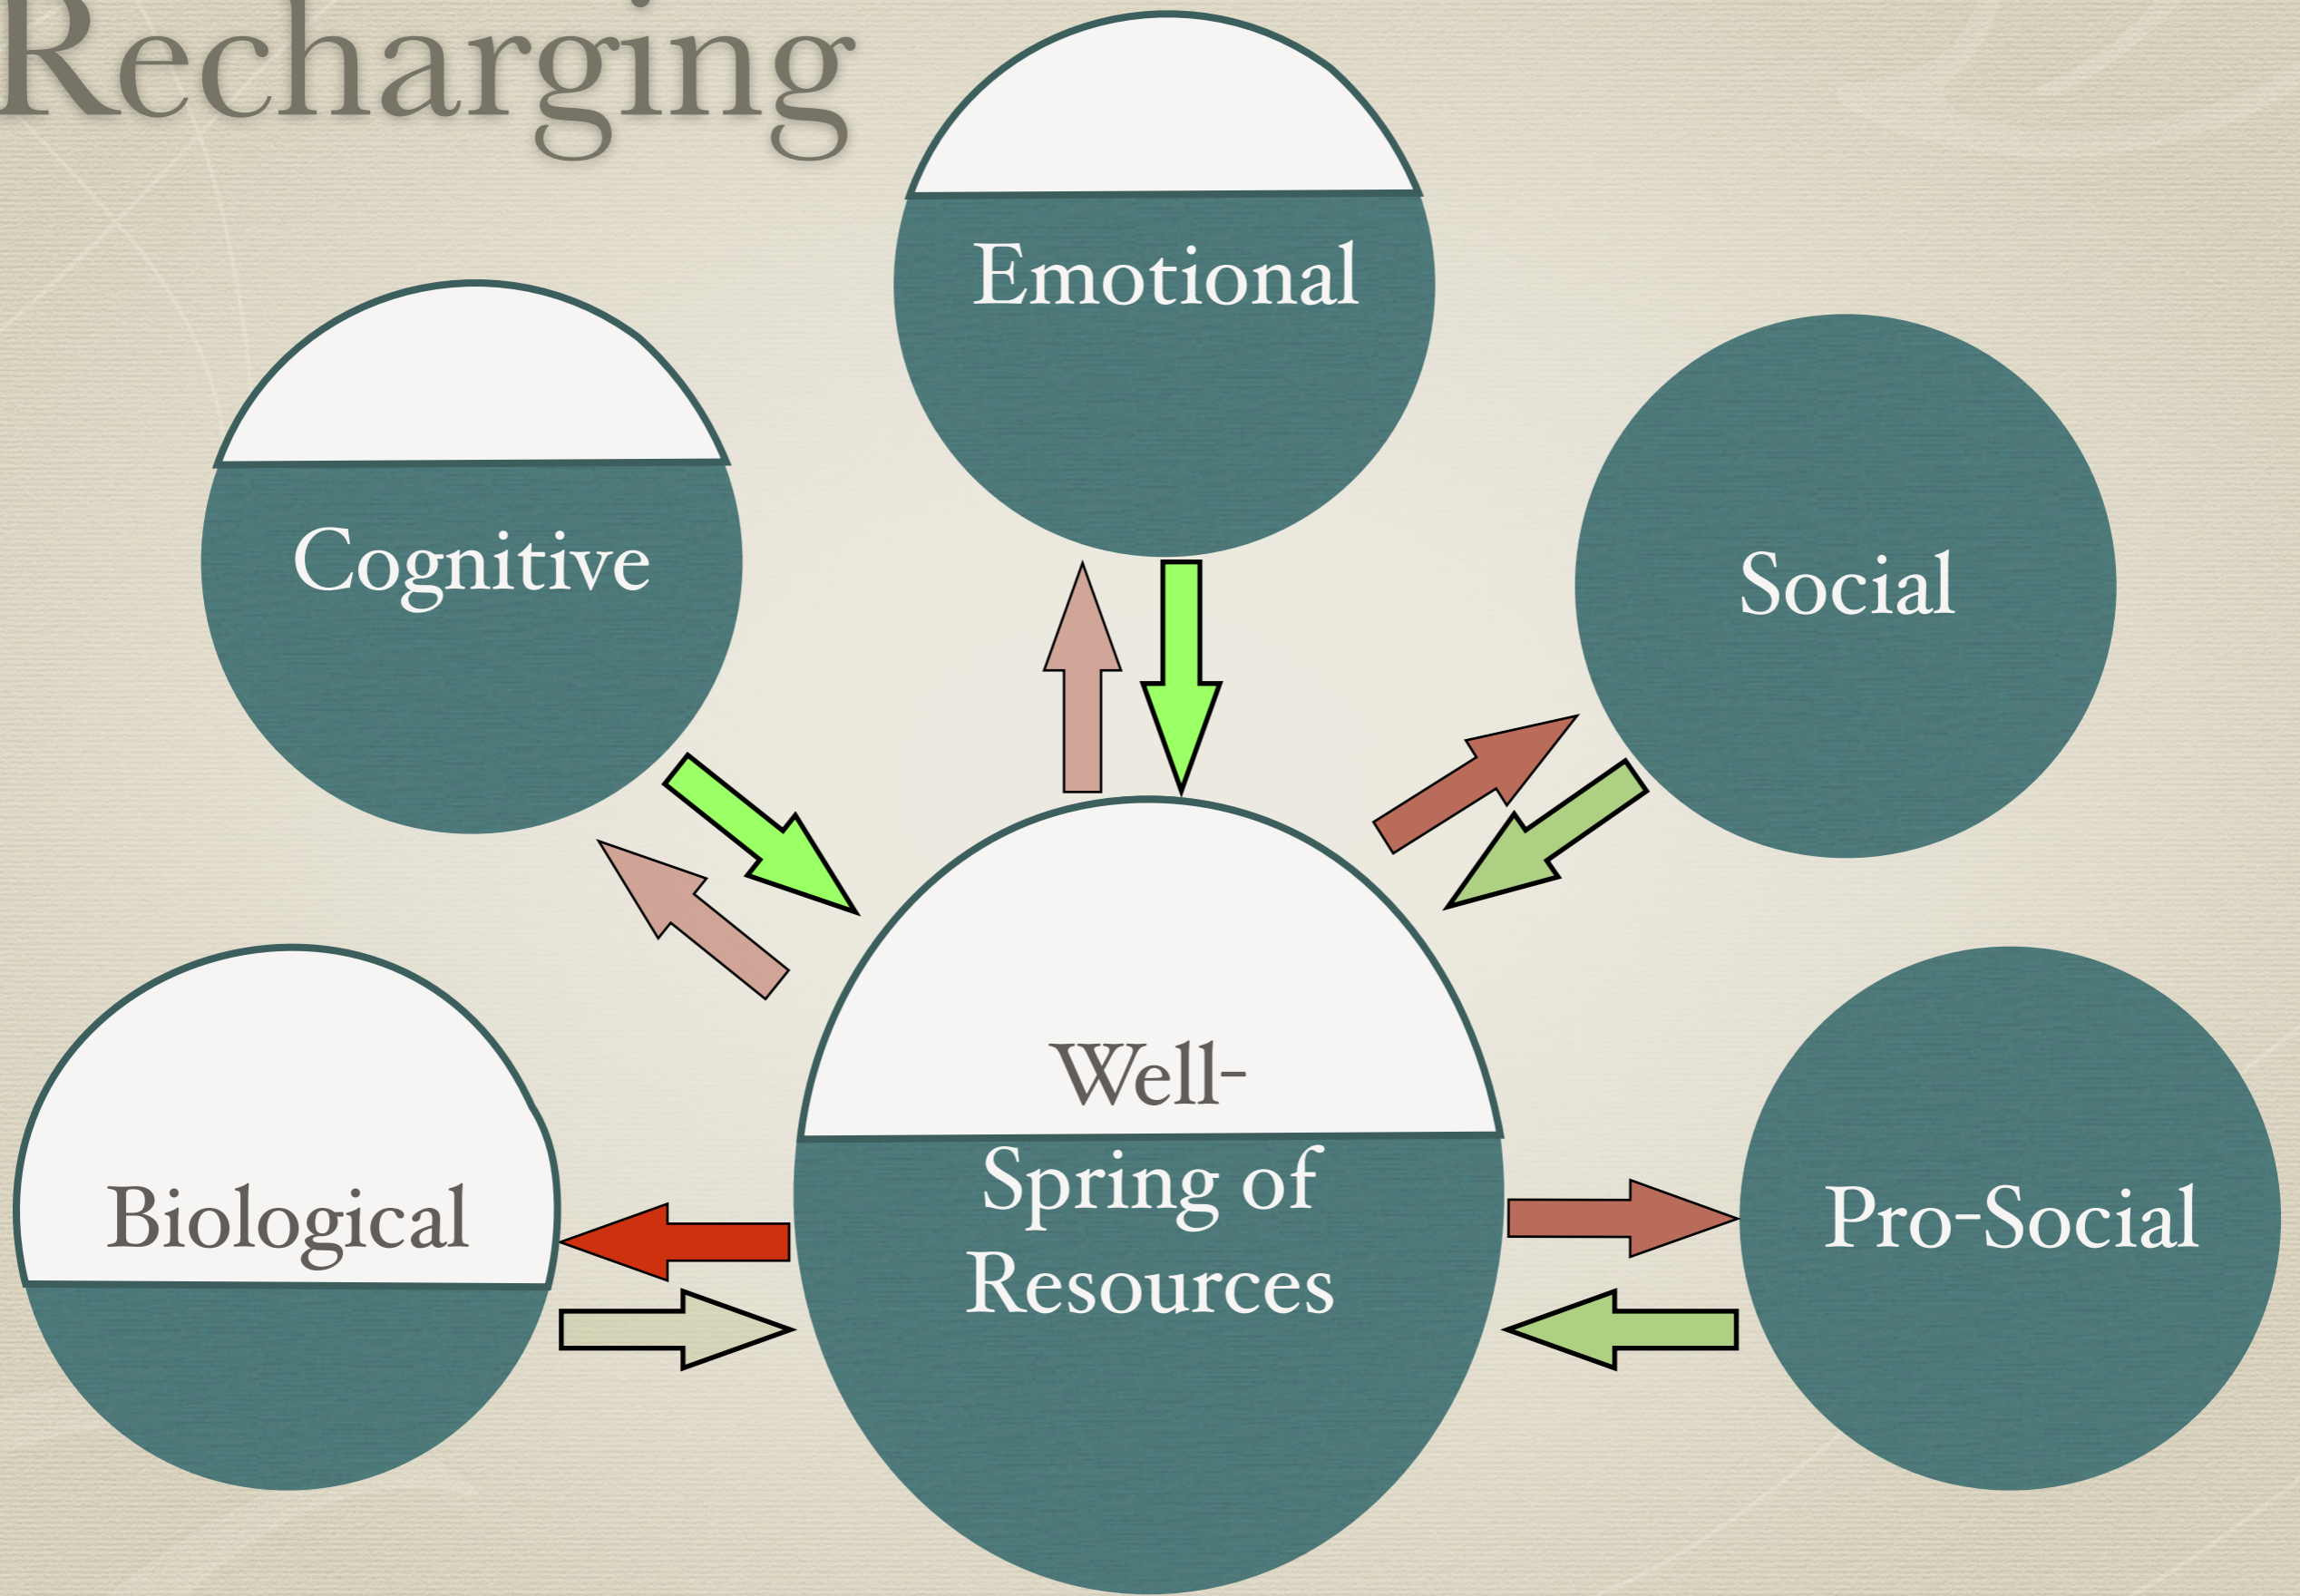 Recharging
Emotional
Cognitive
Social
Well-
Spring of
Resources
Biological
Pro-Social